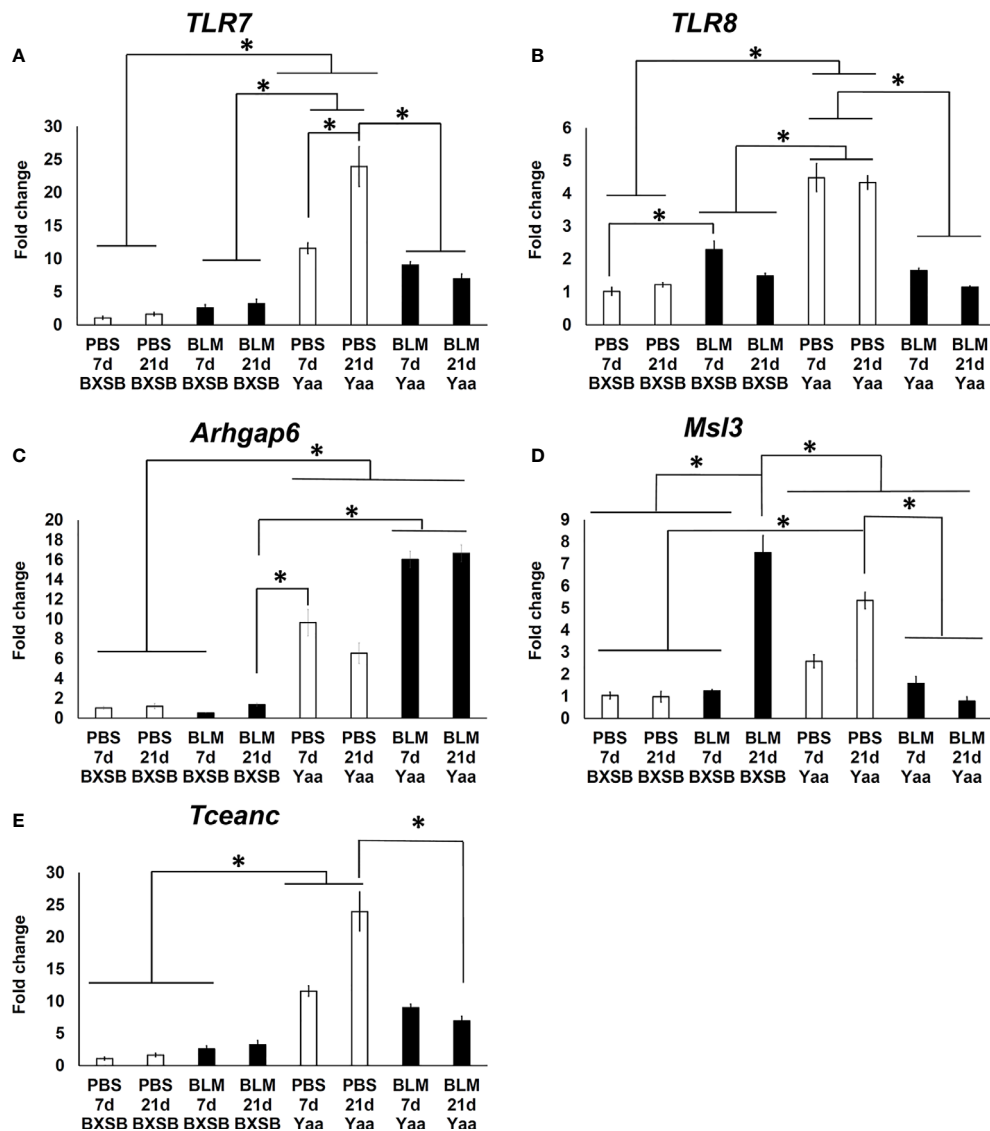 TLR7
TLR8
A
B
*
*
*
*
*
*
*
*
Fold change
30
25
20
15
10
5
0
Fold change
6
5
4
3
2
1
0
PBS PBS BLM BLM PBS PBS BLM BLM
7d 21d 7d 21d 7d 21d 7d 21d
BXSB BXSB BXSB BXSB Yaa Yaa Yaa Yaa
PBS PBS BLM BLM PBS PBS BLM BLM
7d 21d 7d 21d 7d 21d 7d 21d
BXSB BXSB BXSB BXSB Yaa Yaa Yaa Yaa
Arhgap6
Msl3
C
D
*
*
*
*
*
*
*
Fold change
20
18
16
14
12
10
8
6
4
2
0
Fold change
9
8
7
6
5
4
3
2
1
0
PBS PBS BLM BLM PBS PBS BLM BLM
7d 21d 7d 21d 7d 21d 7d 21d
BXSB BXSB BXSB BXSB Yaa Yaa Yaa Yaa
PBS PBS BLM BLM PBS PBS BLM BLM
7d 21d 7d 21d 7d 21d 7d 21d
BXSB BXSB BXSB BXSB Yaa Yaa Yaa Yaa
E
Tceanc
*
*
Fold change
30
25
20
15
10
5
0
PBS PBS BLM BLM PBS PBS BLM BLM
7d 21d 7d 21d 7d 21d 7d 21d
BXSB BXSB BXSB BXSB Yaa Yaa Yaa Yaa